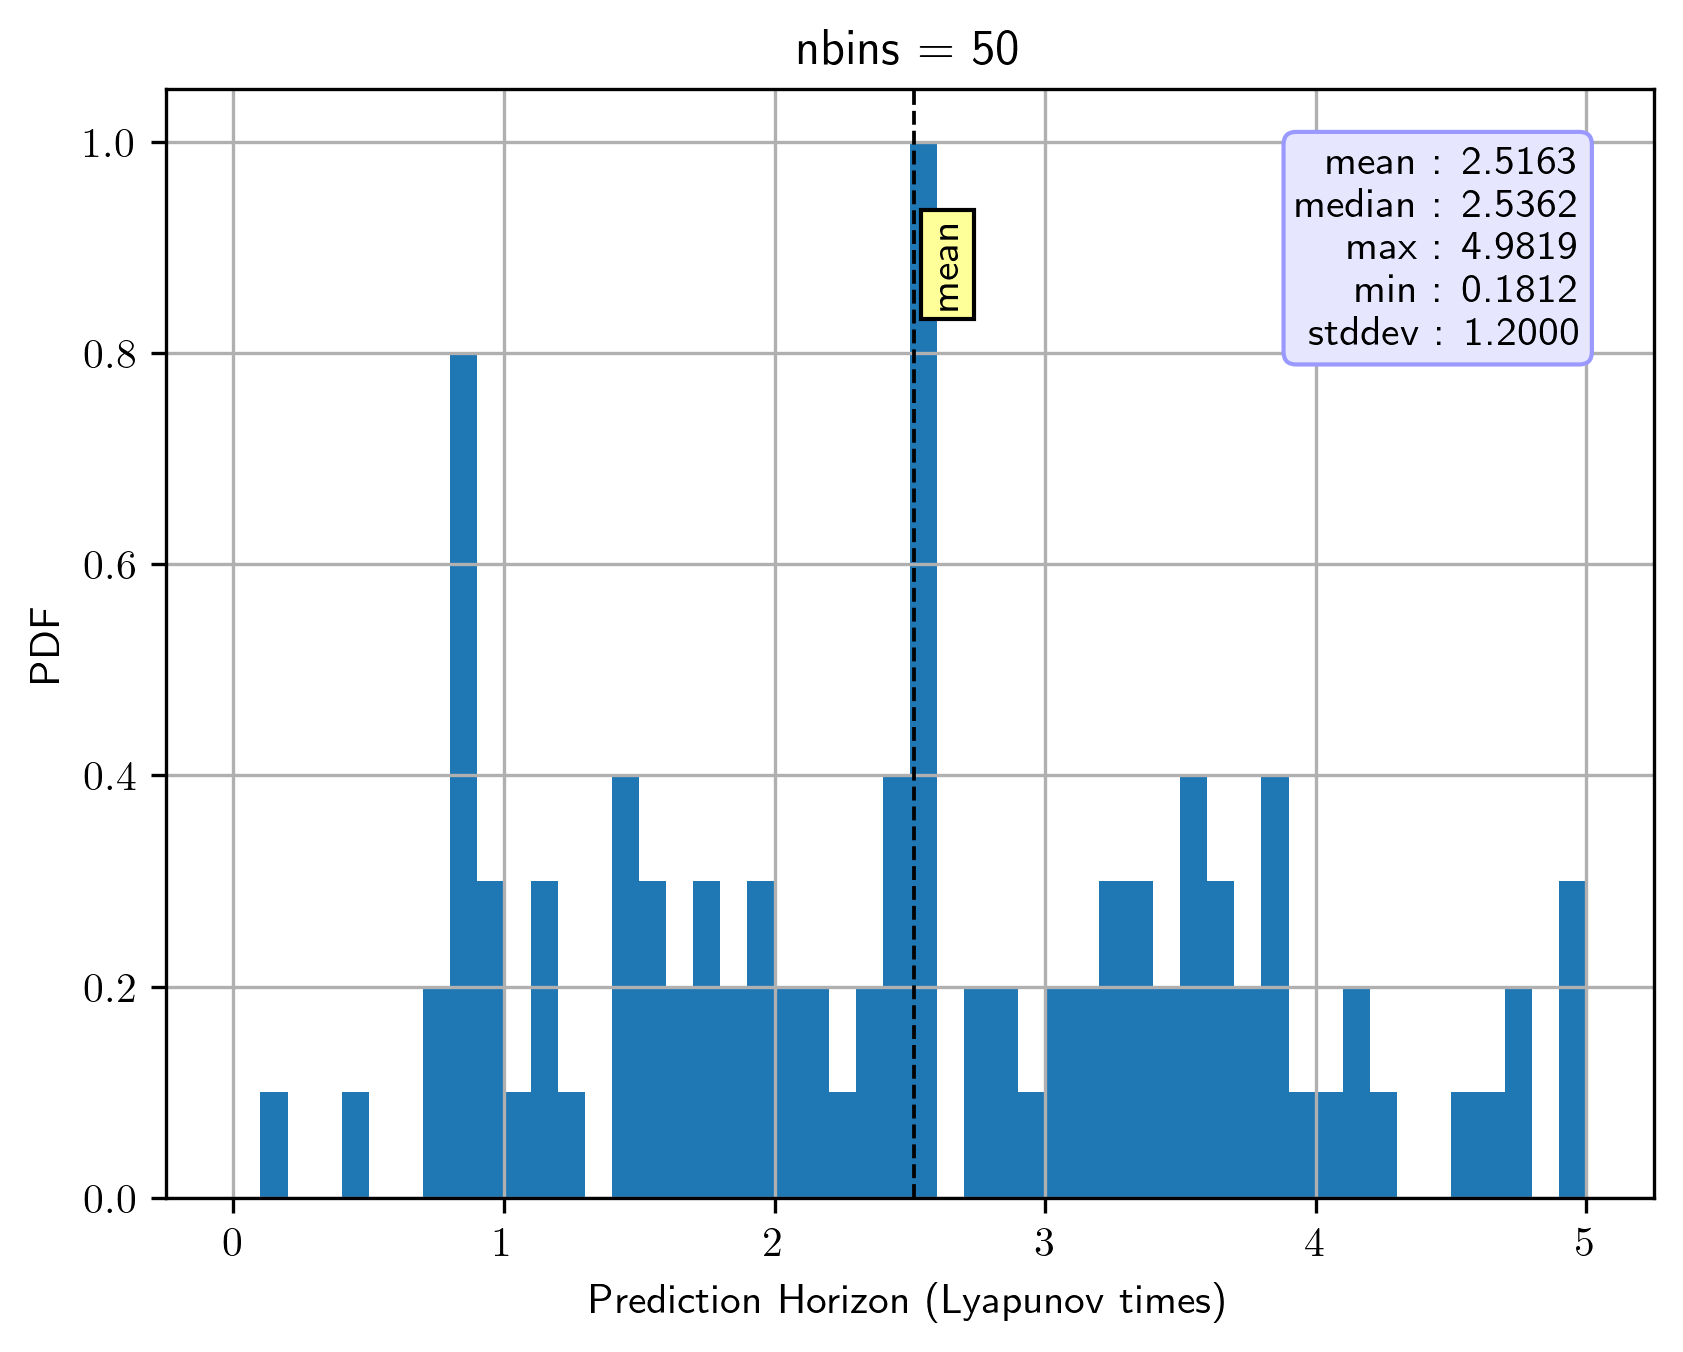 nbins = 50
1.0
0.8
0.6
0.4
0.2
0.0
PDF
mean
mean : 2.5163
median : 2.5362
max : 4.9819
min : 0.1812
stddev : 1.2000
0 1 2 3 4 5
Prediction Horizon (Lyapunov times)